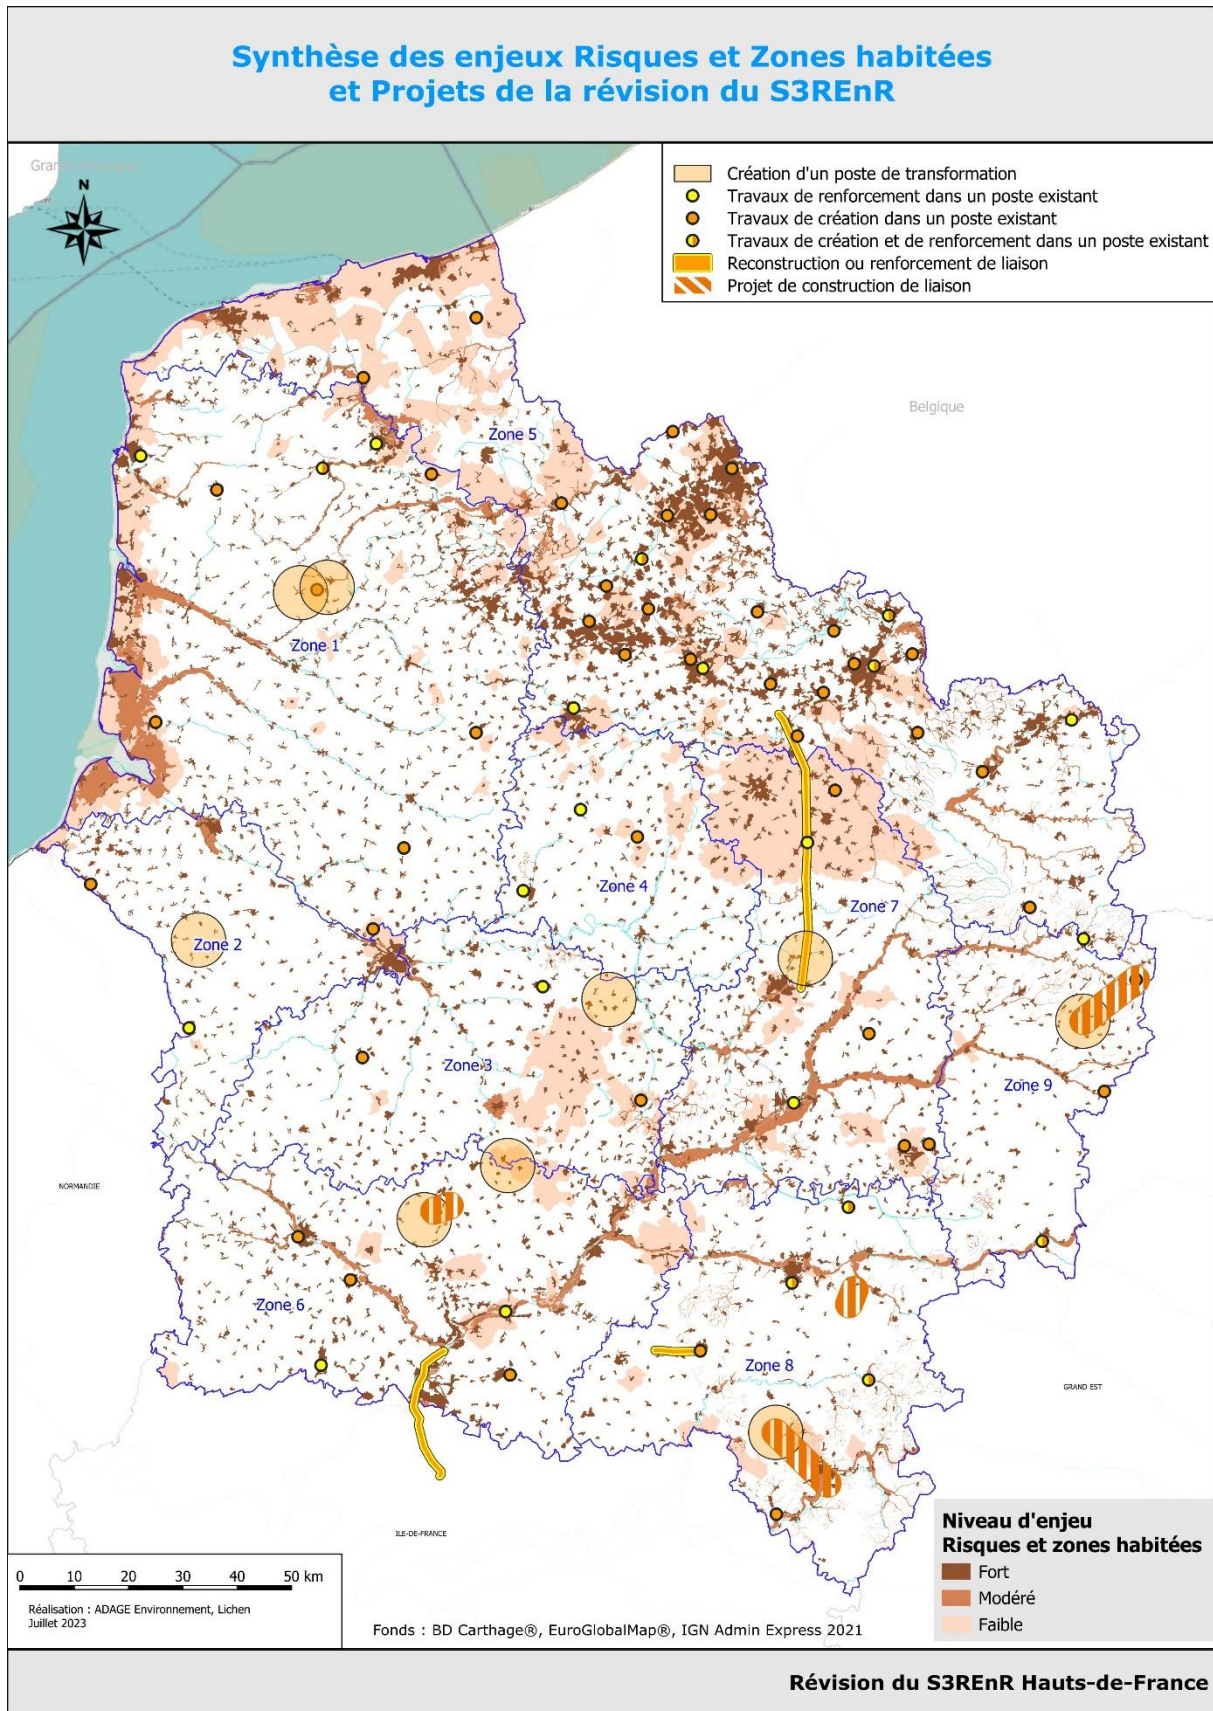 Synthèse des enjeux Risques et Zones habitées
et Projets de la révision du S3REnR
N
Création d'un poste de transformation
Travaux de renforcement dans un poste existant
Travaux de création dans un poste existant
Travaux de création et de renforcement dans un poste existant
Reconstruction ou renforcement de liaison
Projet de construction de liaison
Belgique
Zone 5
Zone 1
Zone 4
Zone 7
Zone 2
Zone 3
Zone 9
NORMANDIE
Zone 6
Zone 8
GRAND EST
ILE-DE-FRANCE
Niveau d'enjeu
Risques et zones habitées
Fort
Modéré
Faible
0 10 20 30 40 50 km
Réalisation : ADAGE Environnement, Lichen
Juillet 2023
Fonds : BD Carthage®, EuroGlobalMap®, IGN Admin Express 2021
Révision du S3REnR Hauts-de-France